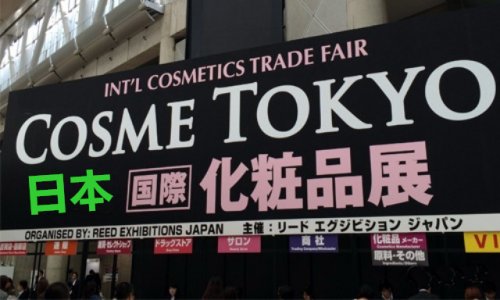 INT'L COSMETICS TRADE FAIR
COSME TOKYO
日本 国際 化粧品展
ORGANISED BY: REED EXHIBITIONS JAPAN 主催：リード エグジビション ジャパン
ドラッグストア
サロン
商社
化粧品メーカー
原料・その他
VI